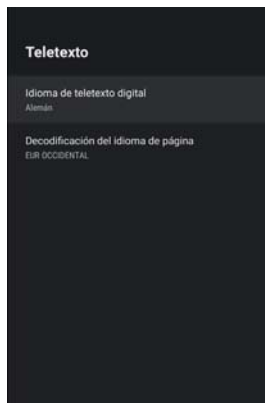 Teletexto
Idioma de teletexto digital
Alemán
Decodificación del idioma de página
EUR OCCIDENTAL